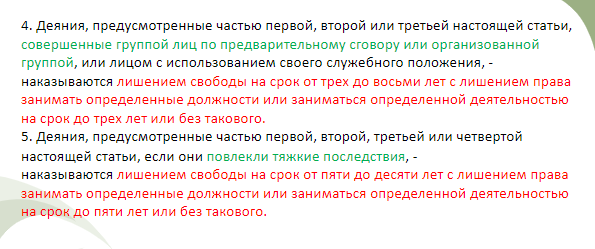 4. Деяния, предусмотренные частью первой, второй или третьей настоящей статьи,
совершенные группой лиц по предварительному сговору или организованной
группой, или лицом с использованием своего служебного положения, -
наказываются лишением свободы на срок от трех до восьми лет с лишением права
занимать определенные должности или заниматься определенной деятельностью
на срок до трех лет или без такового.
5. Деяния, предусмотренные частью первой, второй, третьей или четвертой
настоящей статьи, если они повлекли тяжкие последствия, -
наказываются лишением свободы на срок от пяти до десяти лет с лишением права
занимать определенные должности или заниматься определенной деятельностью
на срок до пяти лет или без такового.